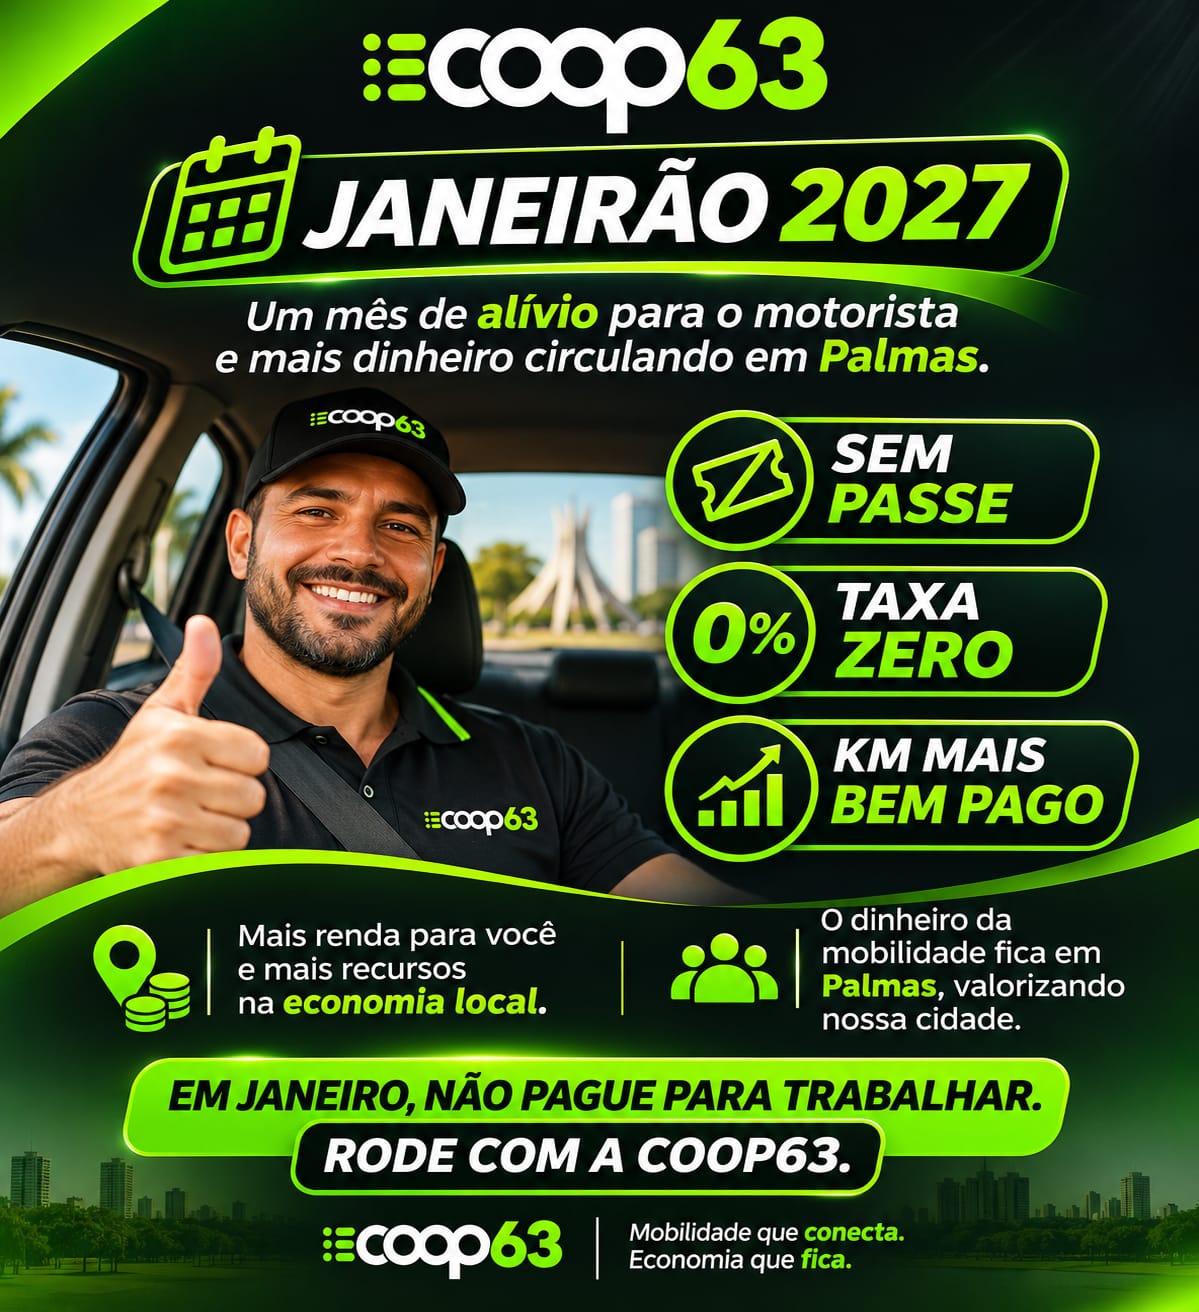 COOP63
JANEIRÃO 2027
Um mês de alívio para o motorista
e mais dinheiro circulando em Palmas.
COOP63
SEM
PASSE
0%
TAXA
ZERO
KM MAIS
BEM PAGO
COOP63
Mais renda para você
e mais recursos
na economia local.
O dinheiro da
mobilidade fica em
Palmas, valorizando
nossa cidade.
EM JANEIRO, NÃO PAGUE PARA TRABALHAR.
RODE COM A COOP63.
COOP63
Mobilidade que conecta.
Economia que fica.